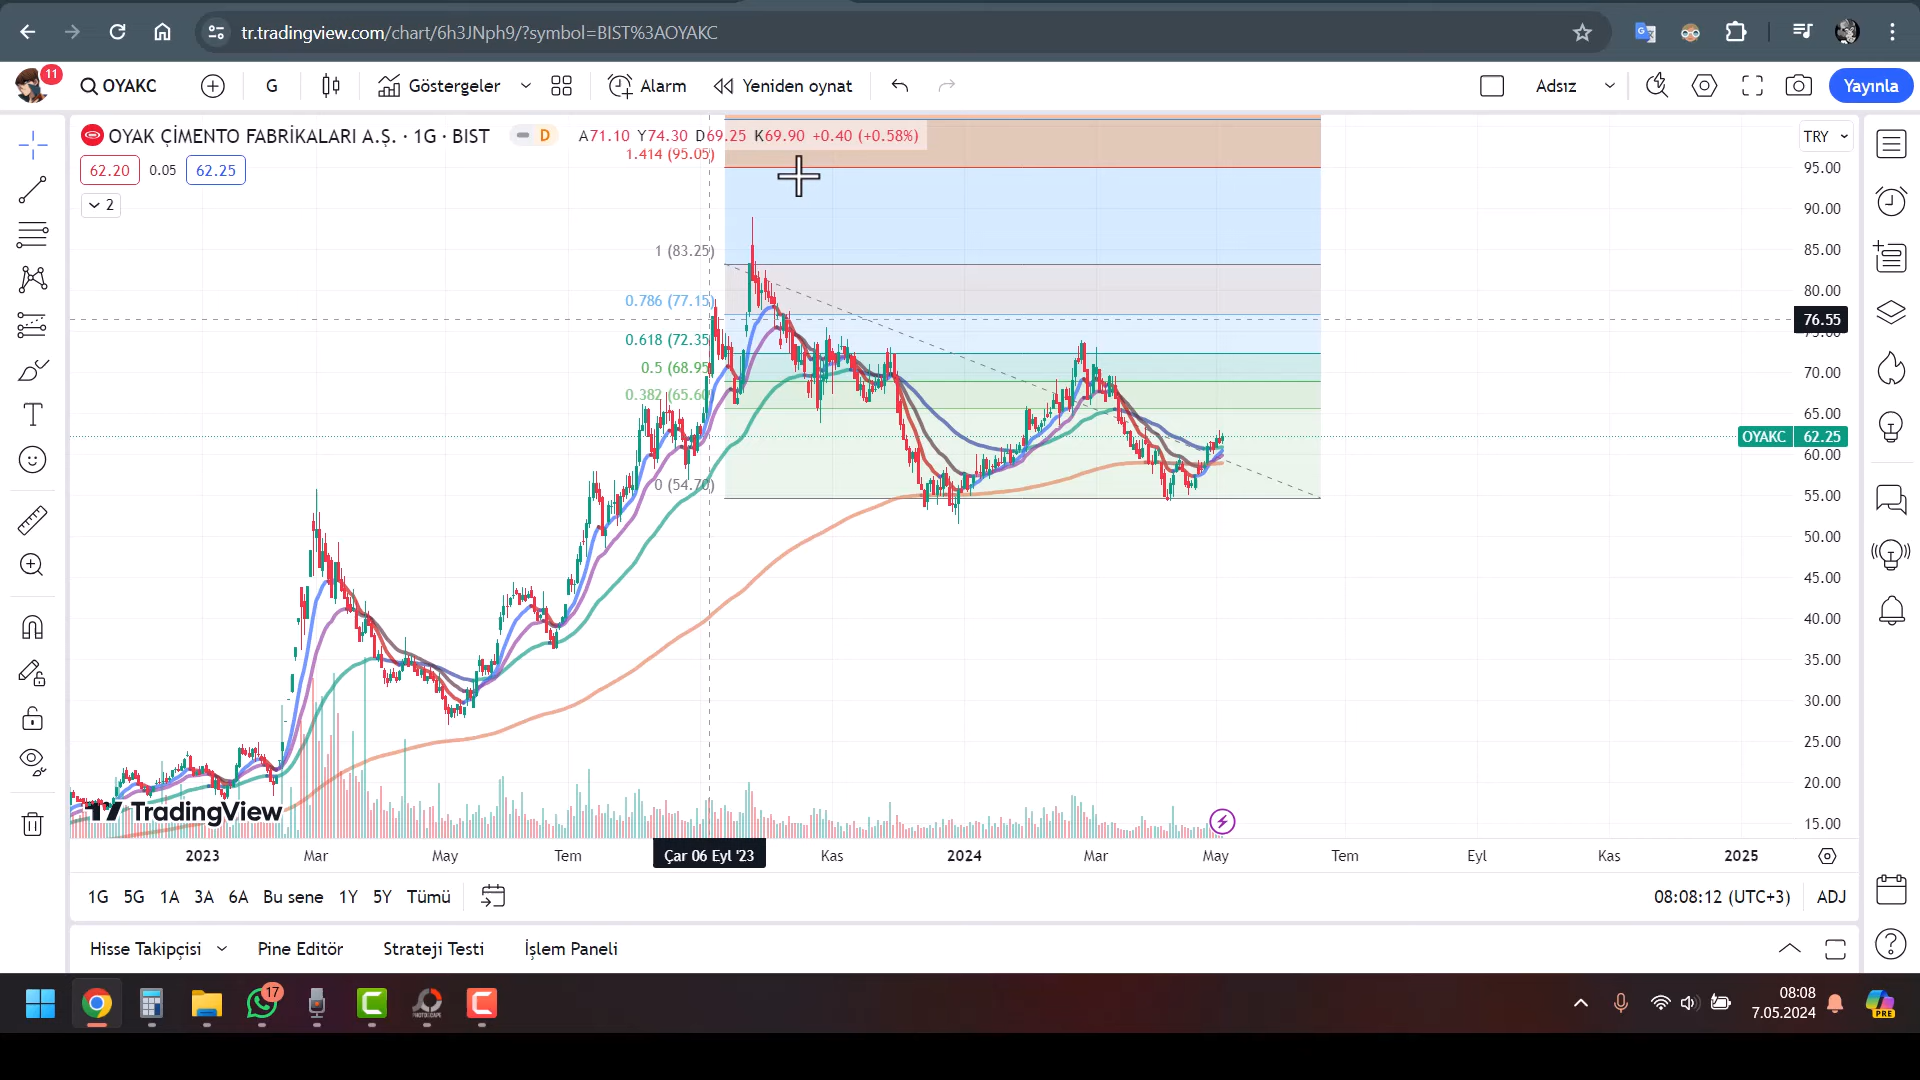 tr.tradingview.com/chart/6h3JNph9/?symbol=BIST%3AOYAKC
11
OYAKC
G
Göstergeler
Alarm
Yeniden oynat
Adsız
Yayınla
OYAK ÇİMENTO FABRİKALARI A.Ş. · 1G · BIST
D
A71.10 Y74.30 D69.25 K69.90 +0.40 (+0.58%)
TRY
62.20
0.05
62.25
2
1.414 (95.05)
1 (83.25)
0.786 (77.15)
0.618 (72.35)
0.5 (68.95)
0.382 (65.60)
0 (54.70)
95.00
90.00
85.00
80.00
76.55
70.00
65.00
OYAKC 62.25
60.00
55.00
50.00
45.00
40.00
35.00
30.00
25.00
20.00
15.00
TradingView
2023
Mar
May
Tem
Çar 06 Eyl '23
Kas
2024
Mar
May
Tem
Eyl
Kas
2025
1G
5G
1A
3A
6A
Bu sene
1Y
5Y
Tümü
08:08:12 (UTC+3)
ADJ
Hisse Takipçisi
Pine Editör
Strateji Testi
İşlem Paneli
17
08:08
7.05.2024
PRE